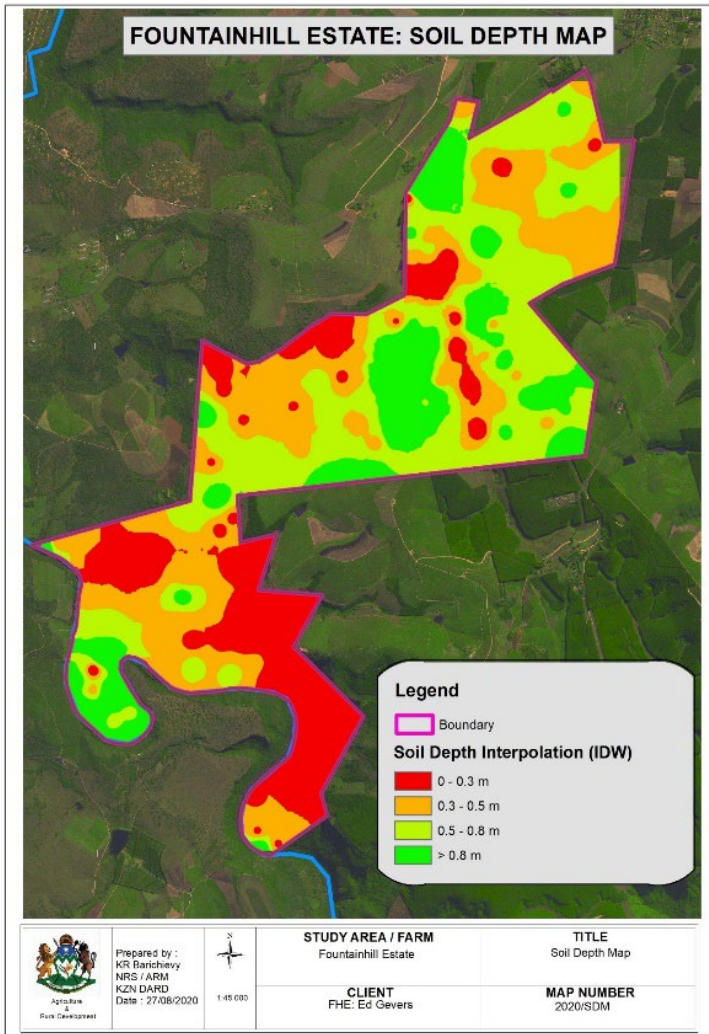 FOUNTAINHILL ESTATE: SOIL DEPTH MAP
Legend
Boundary
Soil Depth Interpolation (IDW)
0 - 0.3 m
0.3 - 0.5 m
0.5 - 0.8 m
> 0.8 m
Agriculture
&
Rural Development
Prepared by :
KR Barichievy
NRS / ARM
KZN DARD
Date : 27/08/2020
N
1:45 000
STUDY AREA / FARM
Fountainhill Estate
CLIENT
FHE: Ed Gevers
TITLE
Soil Depth Map
MAP NUMBER
2020/SDM